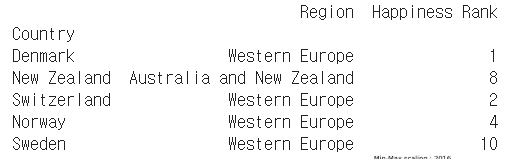 Region Happiness Rank
Country
Denmark Western Europe 1
New Zealand Australia and New Zealand 8
Switzerland Western Europe 2
Norway Western Europe 4
Sweden Western Europe 10
Min-Max scaling : 2016